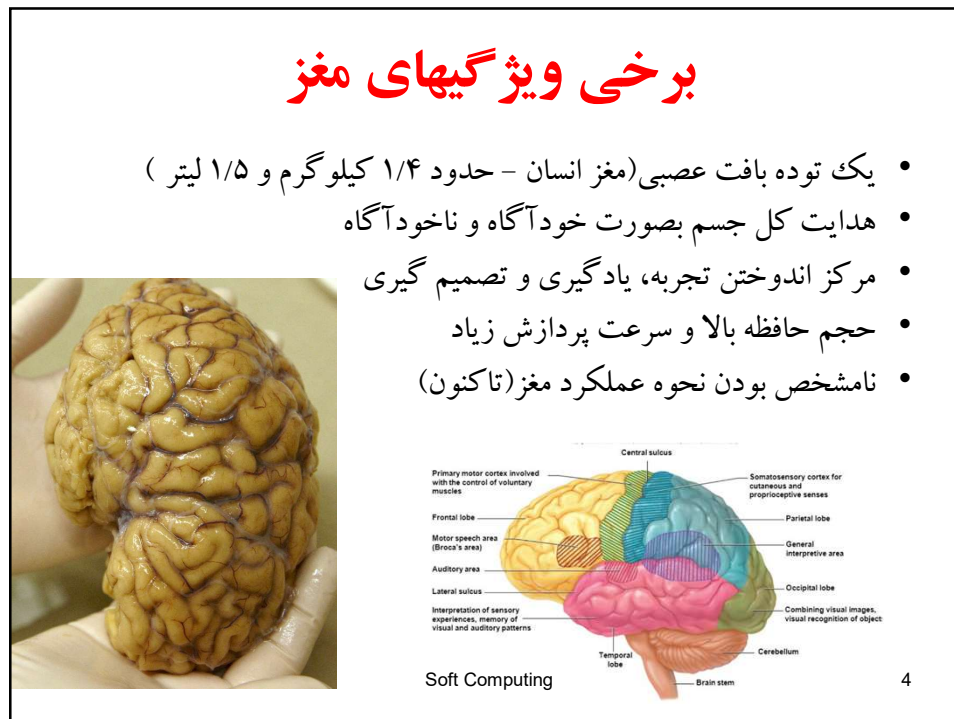 برخی ویژگیهای مغز
• یک توده بافت عصبی(مغز انسان – حدود ۱/۴ کیلوگرم و ۱/۵ لیتر )
• هدایت کل جسم بصورت خودآگاه و ناخودآگاه
• مرکز اندوختن تجربه، یادگیری و تصمیم گیری
• حجم حافظه بالا و سرعت پردازش زیاد
• نامشخص بودن نحوه عملکرد مغز(تاکنون)
Central sulcus
Primary motor cortex involved
with the control of voluntary
muscles
Frontal lobe
Motor speech area
(Broca's area)
Auditory area
Lateral sulcus
Interpretation of sensory
experiences, memory of
visual and auditory patterns
Temporal
lobe
Somatosensory cortex for
cutaneous and
proprioceptive senses
Parietal lobe
General
interpretive area
Occipital lobe
Combining visual images,
visual recognition of object
Cerebellum
Brain stem
Soft Computing
4